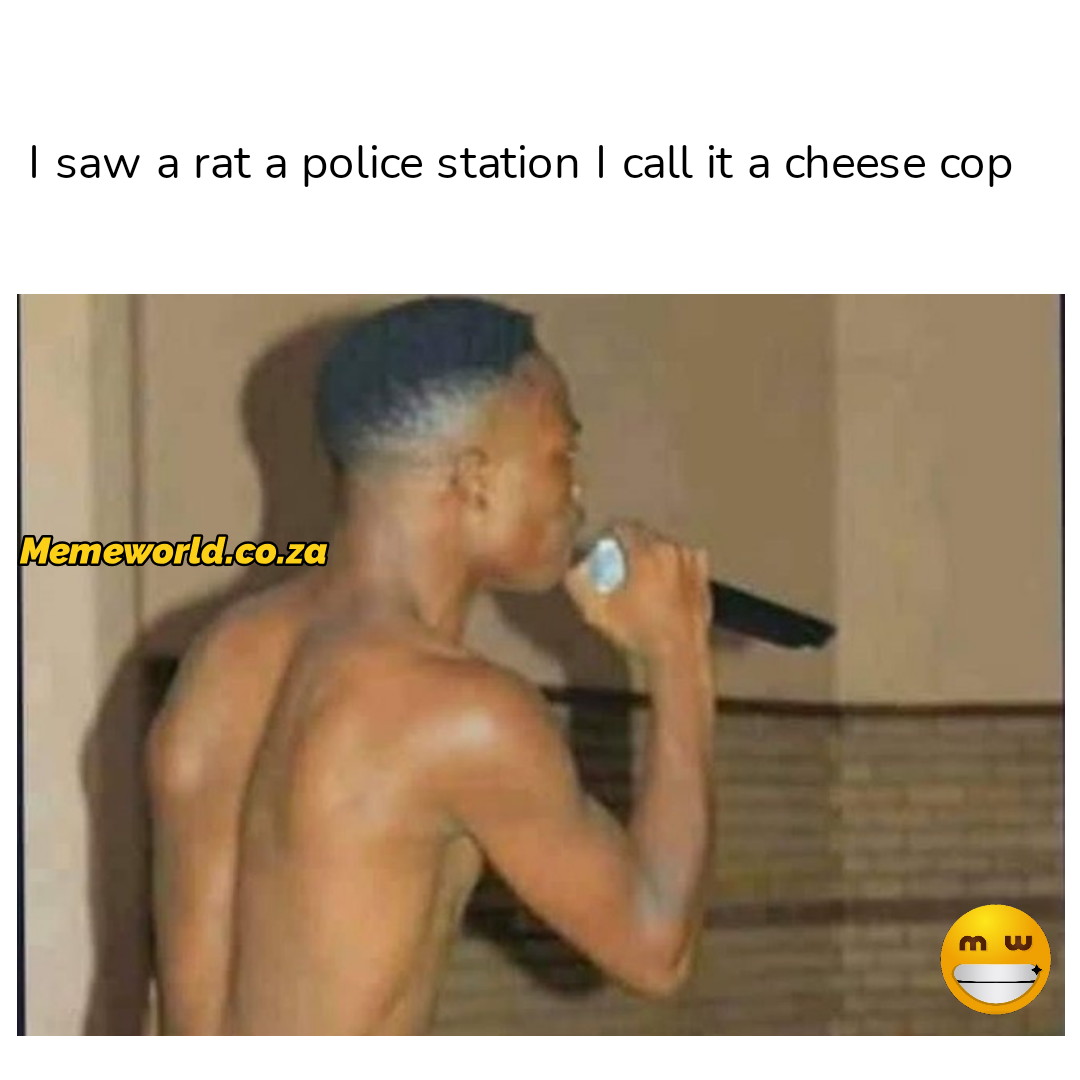 I saw a rat a police station I call it a cheese cop
Memeworld.co.za
m w